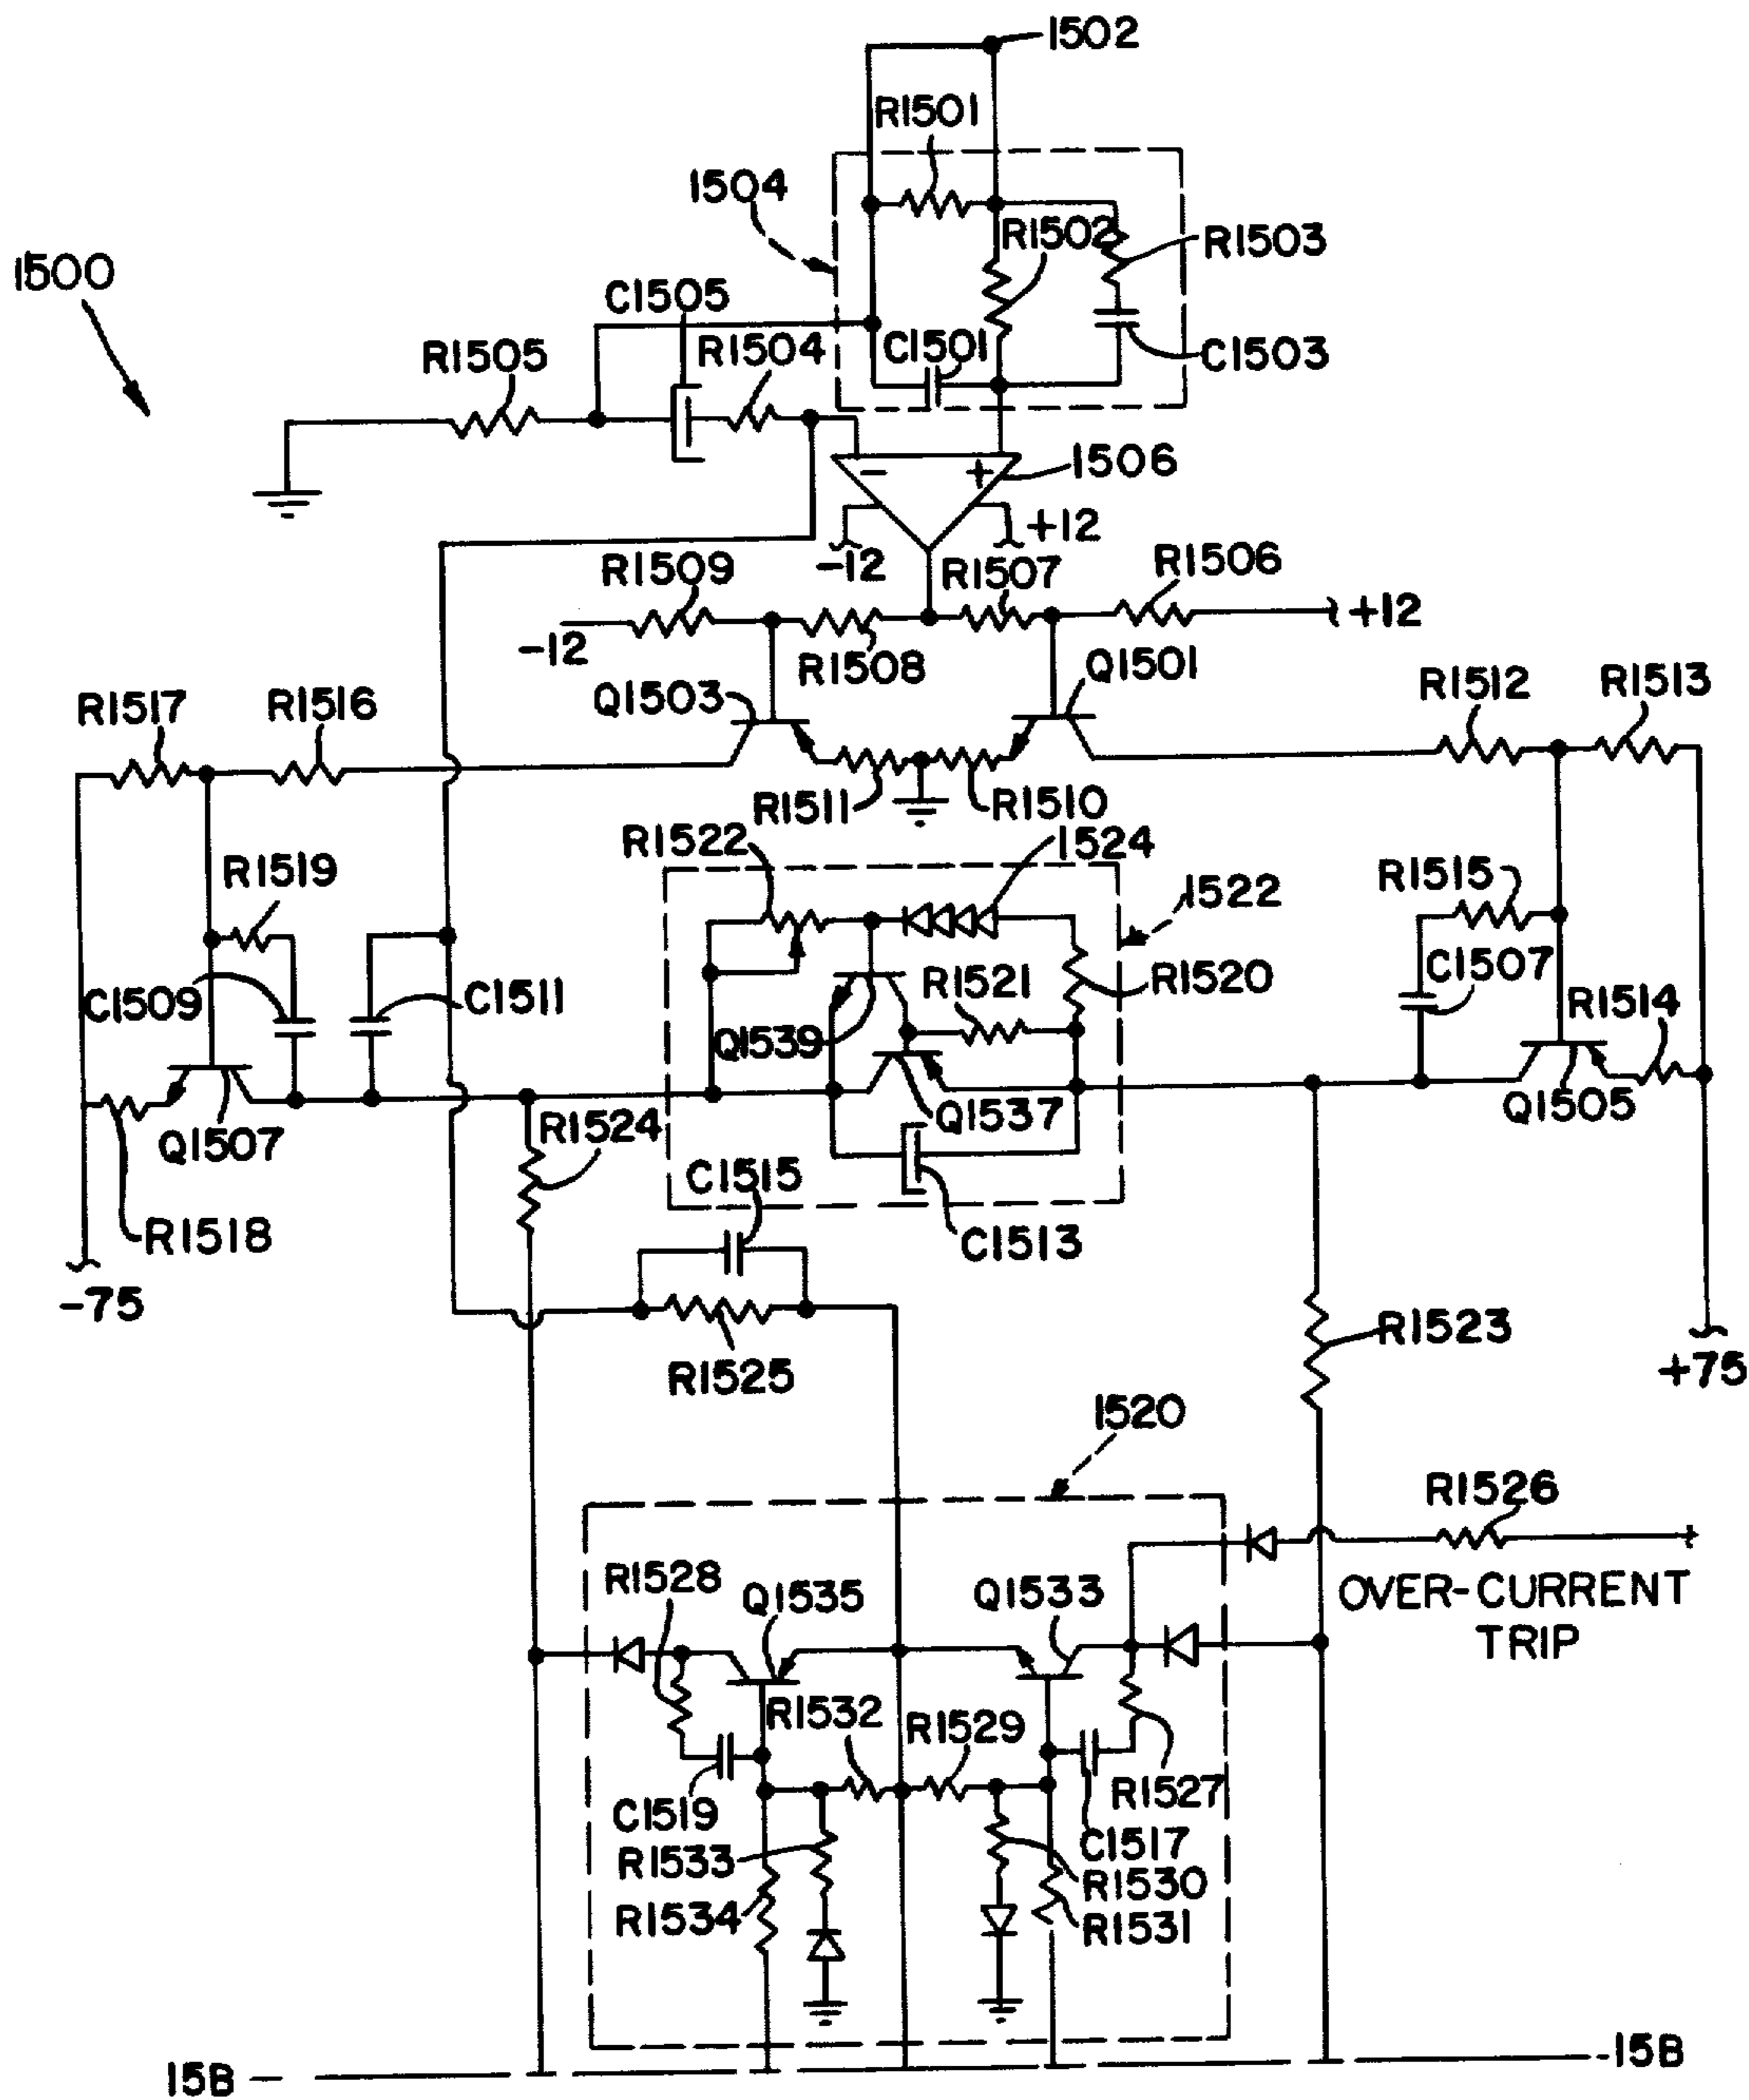 1502
R1501
1504
R1502
R1503
1500
C1505
R1505
R1504
C1501
C1503
-
+
1506
-12
+12
R1509
R1507
R1506
-12
+12
R1508
Q1501
Q1503
R1512
R1513
R1517
R1516
R1511
R1510
R1522
1524
R1519
1522
R1515
C1509
C1511
R1521
R1520
C1507
R1514
Q1539
Q1507
R1524
Q1537
Q1505
C1515
R1518
C1513
-75
R1523
R1525
+75
1520
R1526
R1528
Q1535
Q1533
OVER-CURRENT
TRIP
R1532
R1529
C1519
R1527
C1517
R1533
R1530
R1534
R1531
15B
15B